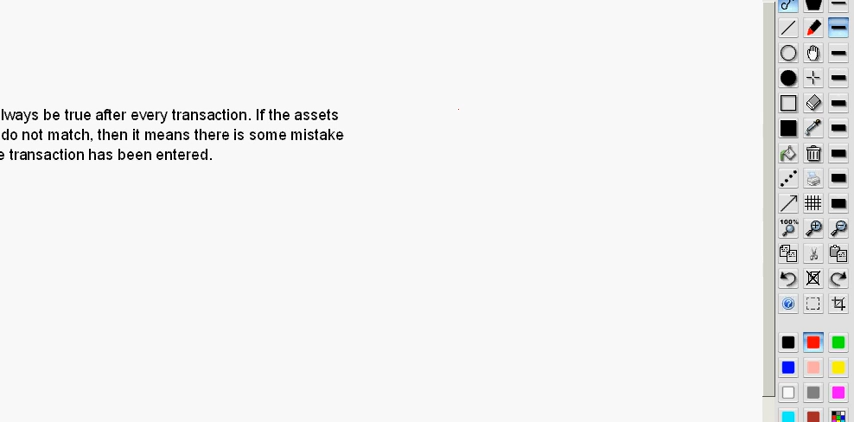 lways be true after every transaction. If the assets
do not match, then it means there is some mistake
e transaction has been entered.
100%